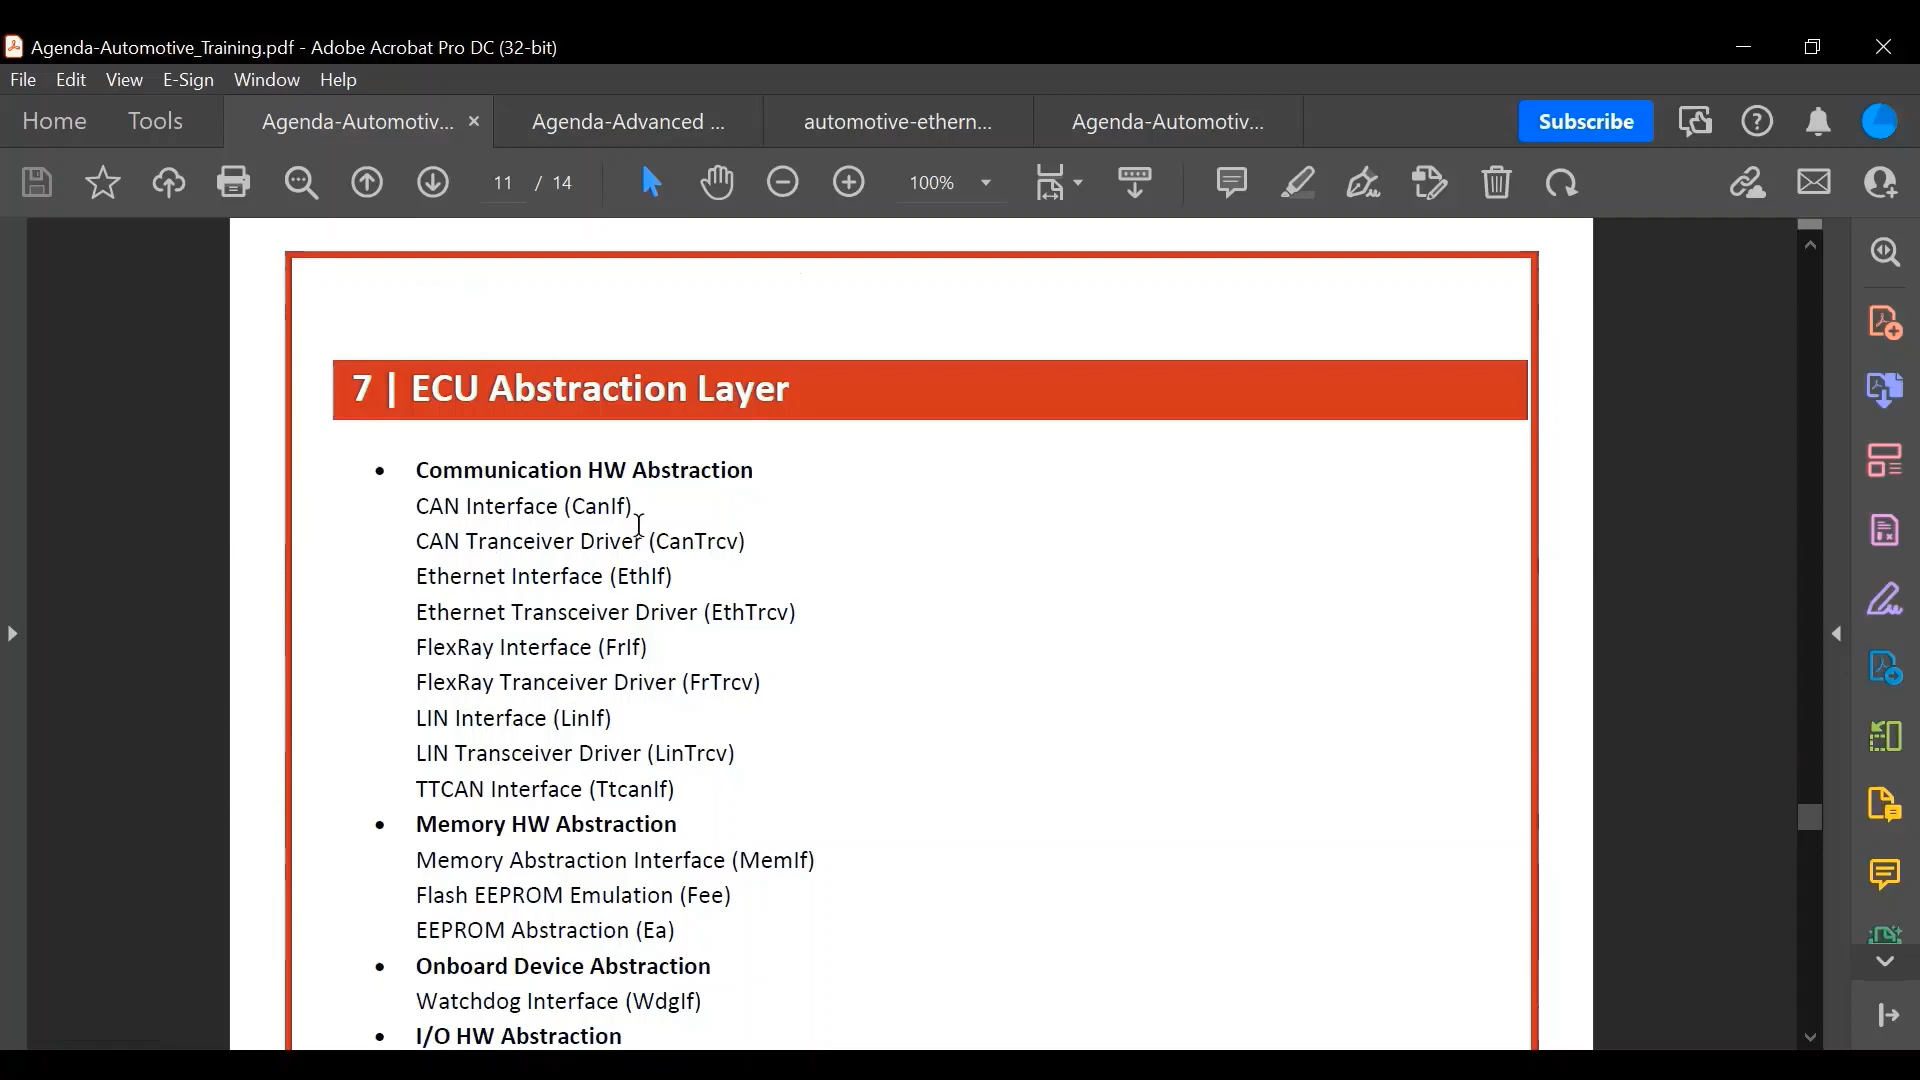 Agenda-Automotive_Training.pdf - Adobe Acrobat Pro DC (32-bit)
File Edit View E-Sign Window Help
Home Tools Agenda-Automotiv... × Agenda-Advanced ... automotive-ethern... Agenda-Automotiv... Subscribe
11 / 14 100%
7 | ECU Abstraction Layer
• Communication HW Abstraction
CAN Interface (CanIf)
CAN Tranceiver Driver (CanTrcv)
Ethernet Interface (EthIf)
Ethernet Transceiver Driver (EthTrcv)
FlexRay Interface (FrIf)
FlexRay Tranceiver Driver (FrTrcv)
LIN Interface (LinIf)
LIN Transceiver Driver (LinTrcv)
TTCAN Interface (TtcanIf)
• Memory HW Abstraction
Memory Abstraction Interface (MemIf)
Flash EEPROM Emulation (Fee)
EEPROM Abstraction (Ea)
• Onboard Device Abstraction
Watchdog Interface (WdgIf)
• I/O HW Abstraction